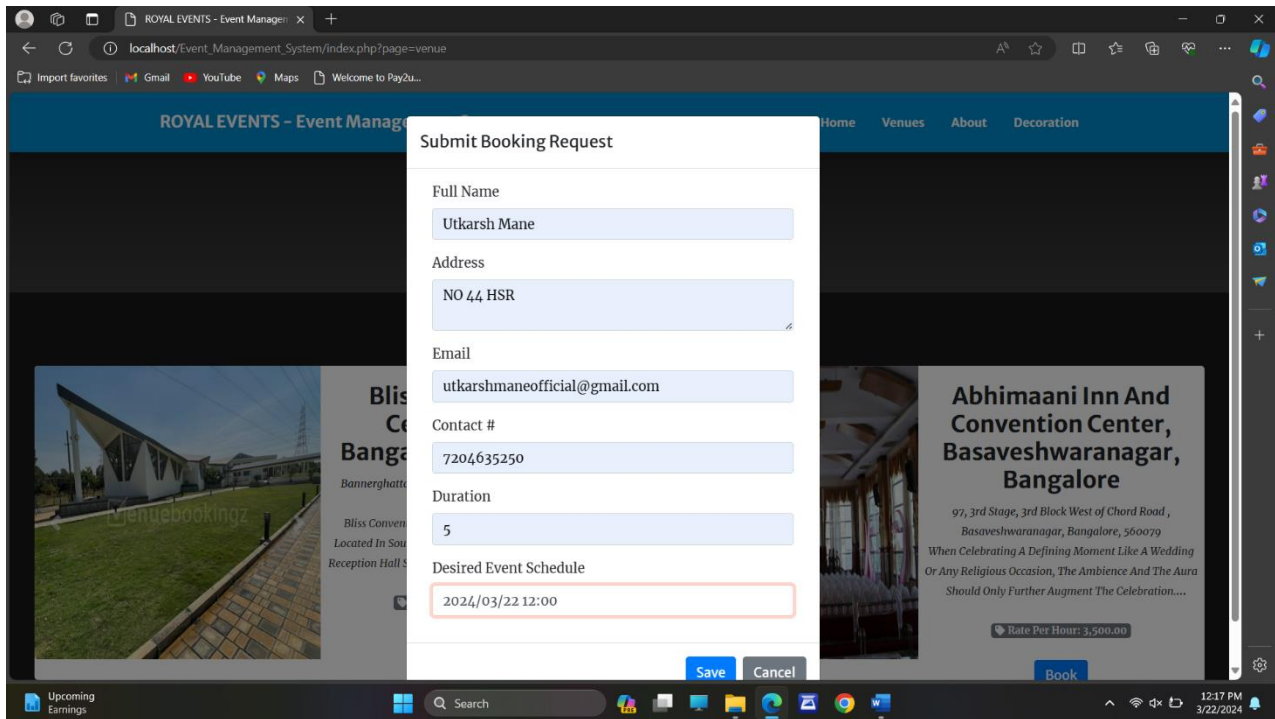 ROYAL EVENTS - Event Managem
localhost/Event_Management_System/index.php?page=venue
Import favorites Gmail YouTube Maps Welcome to Pay2u...
ROYAL EVENTS - Event Manage
Home Venues About Decoration
Submit Booking Request
Full Name
Utkarsh Mane
Address
NO 44 HSR
Email
utkarshmaneofficial@gmail.com
Contact #
7204635250
Duration
5
Desired Event Schedule
2024/03/22 12:00
Save Cancel
Venuebookingz
Blis
Ce
Banga
Bannerghatta
Bliss Conven
Located In Sou
Reception Hall S
Abhimaani Inn And
Convention Center,
Basaveshwaranagar,
Bangalore
97, 3rd Stage, 3rd Block West of Chord Road ,
Basaveshwaranagar, Bangalore, 560079
When Celebrating A Defining Moment Like A Wedding
Or Any Religious Occasion, The Ambience And The Aura
Should Only Further Augment The Celebration....
Rate Per Hour: 3,500.00
Book
Upcoming
Earnings
Search
12:17 PM
3/22/2024